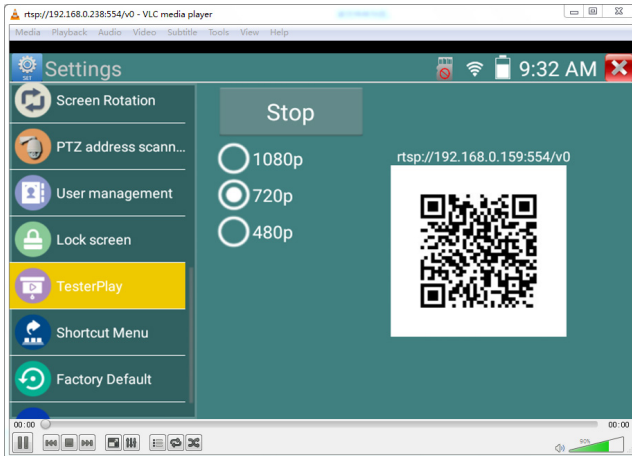 rtsp://192.168.0.238:554/v0 - VLC media player
Media Playback Audio Video Subtitle Tools View Help
SET
Settings
9:32 AM
Screen Rotation
Stop
PTZ address scann...
1080p
rtsp://192.168.0.159:554/v0
User management
720p
Lock screen
480p
TesterPlay
Shortcut Menu
Factory Default
00:00
00:00
90%